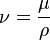 ν = μ/ρ